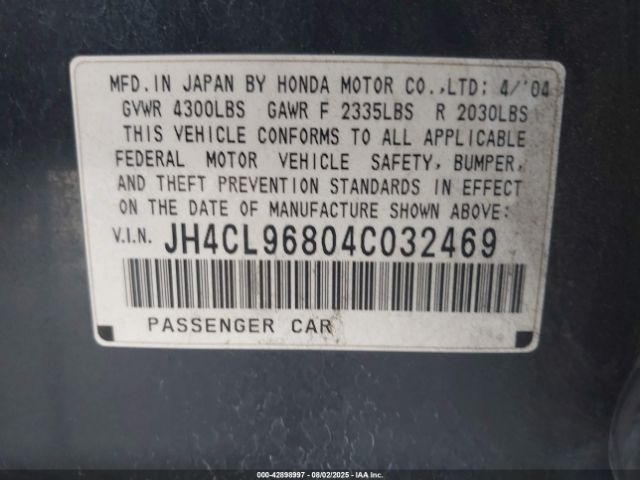 MFD. IN JAPAN BY HONDA MOTOR CO.,LTD: 4/'04
GVWR 4300LBS GAWR F 2335LBS R 2030LBS
THIS VEHICLE CONFORMS TO ALL APPLICABLE
FEDERAL MOTOR VEHICLE SAFETY, BUMPER,
AND THEFT PREVENTION STANDARDS IN EFFECT
ON THE DATE OF MANUFACTURE SHOWN ABOVE:
V.I.N. JH4CL96804C032469
PASSENGER CAR
000-42898997 - 08/02/2025 - IAA Inc.